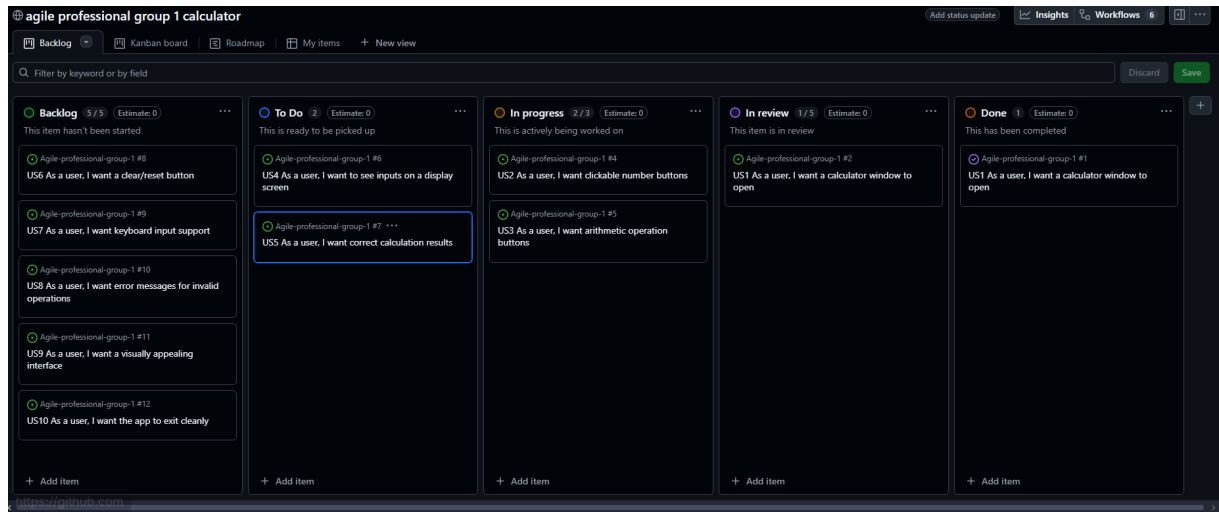 agile professional group 1 calculator
Add status update
Insights
Workflows 6
Backlog
Kanban board
Roadmap
My items
+ New view
Filter by keyword or by field
Discard
Save
Backlog 5/5 Estimate: 0
This item hasn't been started
Agile-professional-group-1 #8
US6 As a user, I want a clear/reset button
Agile-professional-group-1 #9
US7 As a user, I want keyboard input support
Agile-professional-group-1 #10
US8 As a user, I want error messages for invalid
operations
Agile-professional-group-1 #11
US9 As a user, I want a visually appealing
interface
Agile-professional-group-1 #12
US10 As a user, I want the app to exit cleanly
+ Add item
To Do 2 Estimate: 0
This is ready to be picked up
Agile-professional-group-1 #6
US4 As a user, I want to see inputs on a display
screen
Agile-professional-group-1 #7 ...
US5 As a user, I want correct calculation results
+ Add item
In progress 2/3 Estimate: 0
This is actively being worked on
Agile-professional-group-1 #4
US2 As a user, I want clickable number buttons
Agile-professional-group-1 #5
US3 As a user, I want arithmetic operation
buttons
+ Add item
In review 1/5 Estimate: 0
This item is in review
Agile-professional-group-1 #2
US1 As a user, I want a calculator window to
open
+ Add item
Done 1 Estimate: 0
This has been completed
Agile-professional-group-1 #1
US1 As a user, I want a calculator window to
open
+ Add item
https://github.com